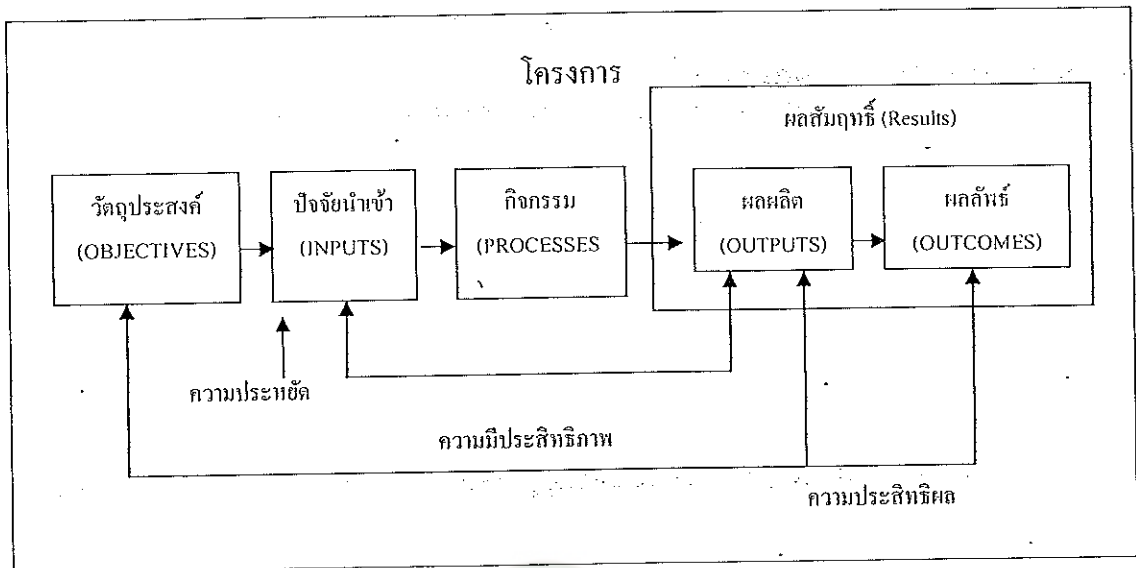 โครงการ
ผลสัมฤทธิ์ (Results)
วัตถุประสงค์
(OBJECTIVES)
ปัจจัยนำเข้า
(INPUTS)
กิจกรรม
(PROCESSES
ผลผลิต
(OUTPUTS)
ผลลัพธ์
(OUTCOMES)
ความประหยัด
ความมีประสิทธิภาพ
ความประสิทธิผล